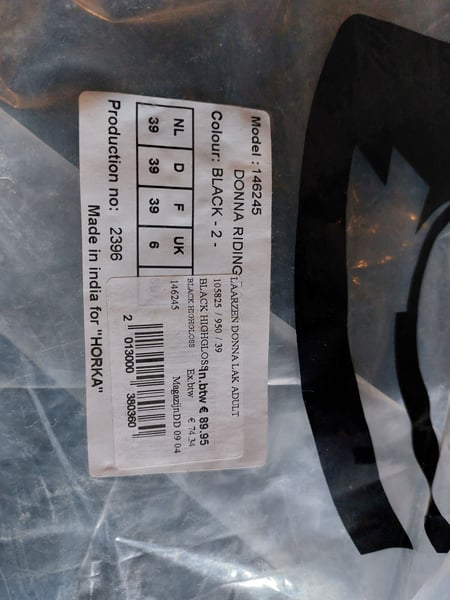 Model : 146245
DONNA RIDING
Colour: BLACK - 2 -
NL D F UK
39 39 39 6
Production no: 2396
Made in india for "HORKA"
LAARZEN DONNA LAK ADULT
105825 / 950 / 39
BLACK HIGHGLOSS In.btw € 89.95
BLACK HIGHGLOSS Ex.btw € 74.34
146245 MagazijnDD 09 04
2 013000 380360